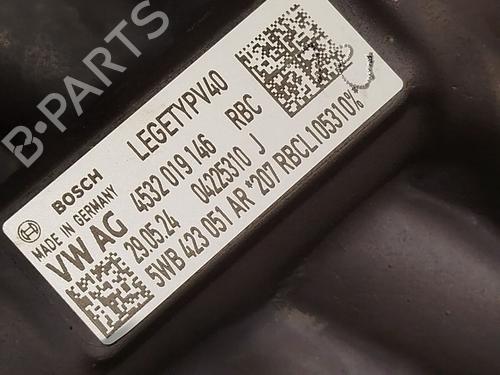 B-PARTS
BOSCH
MADE IN GERMANY
LEGETYPV40
VW AG
4532 019 146 RBC
29.05.24 04225310 J
5WB 423 051 AR *207 RBCL105310%